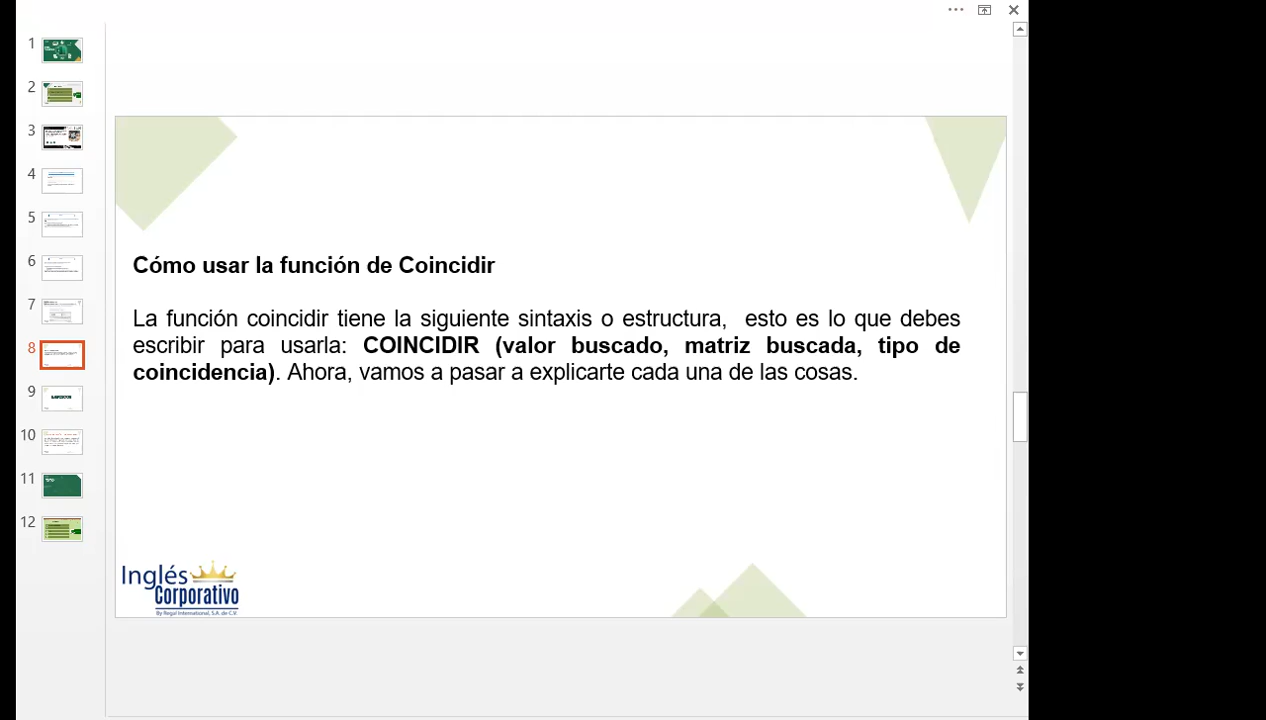 1
2
3
4
5
6
7
8
9
10
11
12
Cómo usar la función de Coincidir
La función coincidir tiene la siguiente sintaxis o estructura,  esto es lo que debes
escribir para usarla: COINCIDIR (valor buscado, matriz buscada, tipo de
coincidencia). Ahora, vamos a pasar a explicarte cada una de las cosas.
Inglés
Corporativo
By Regal International, S.A. de C.V.